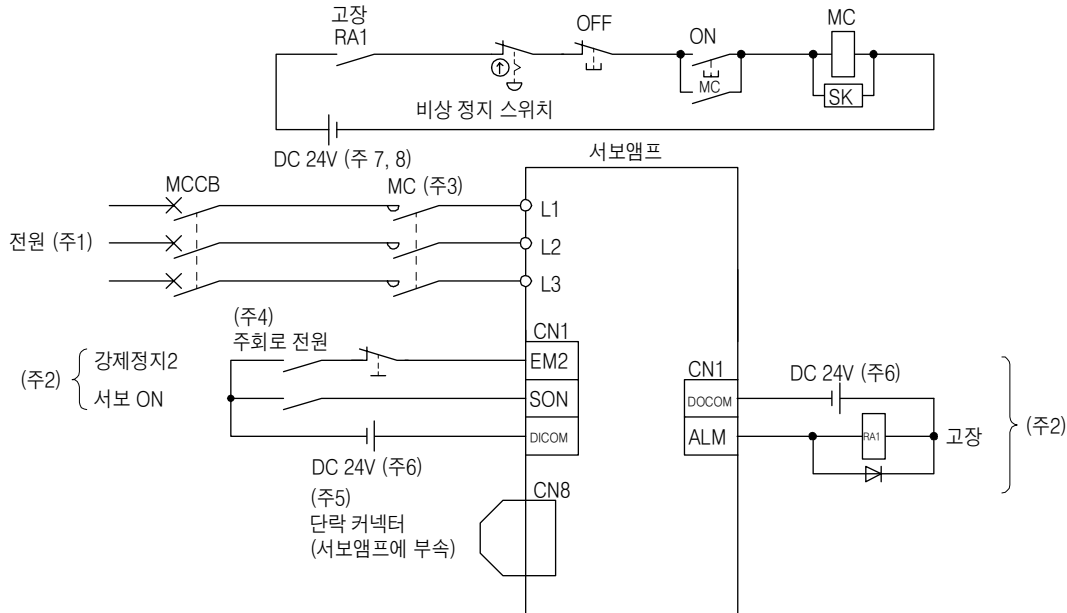 고장
RA1
OFF
ON
MC
MC
SK
비상 정지 스위치
DC 24V (주 7, 8)
서보앰프
MCCB
MC (주3)
L1
전원 (주1)
L2
L3
(주4)
주회로 전원
CN1
(주2)
강제정지2
EM2
서보 ON
SON
DICOM
DC 24V (주6)
CN1
DC 24V (주6)
DOCOM
ALM
RA1
고장
(주2)
(주5)
단락 커넥터
(서보앰프에 부속)
CN8